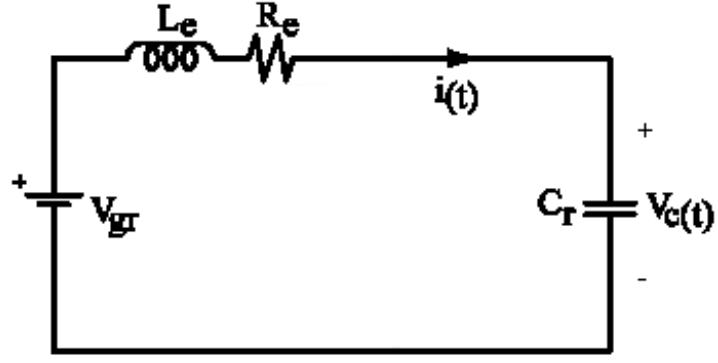 Le Re
i(t)
+
+ Vgr Cr Vc(t)
-